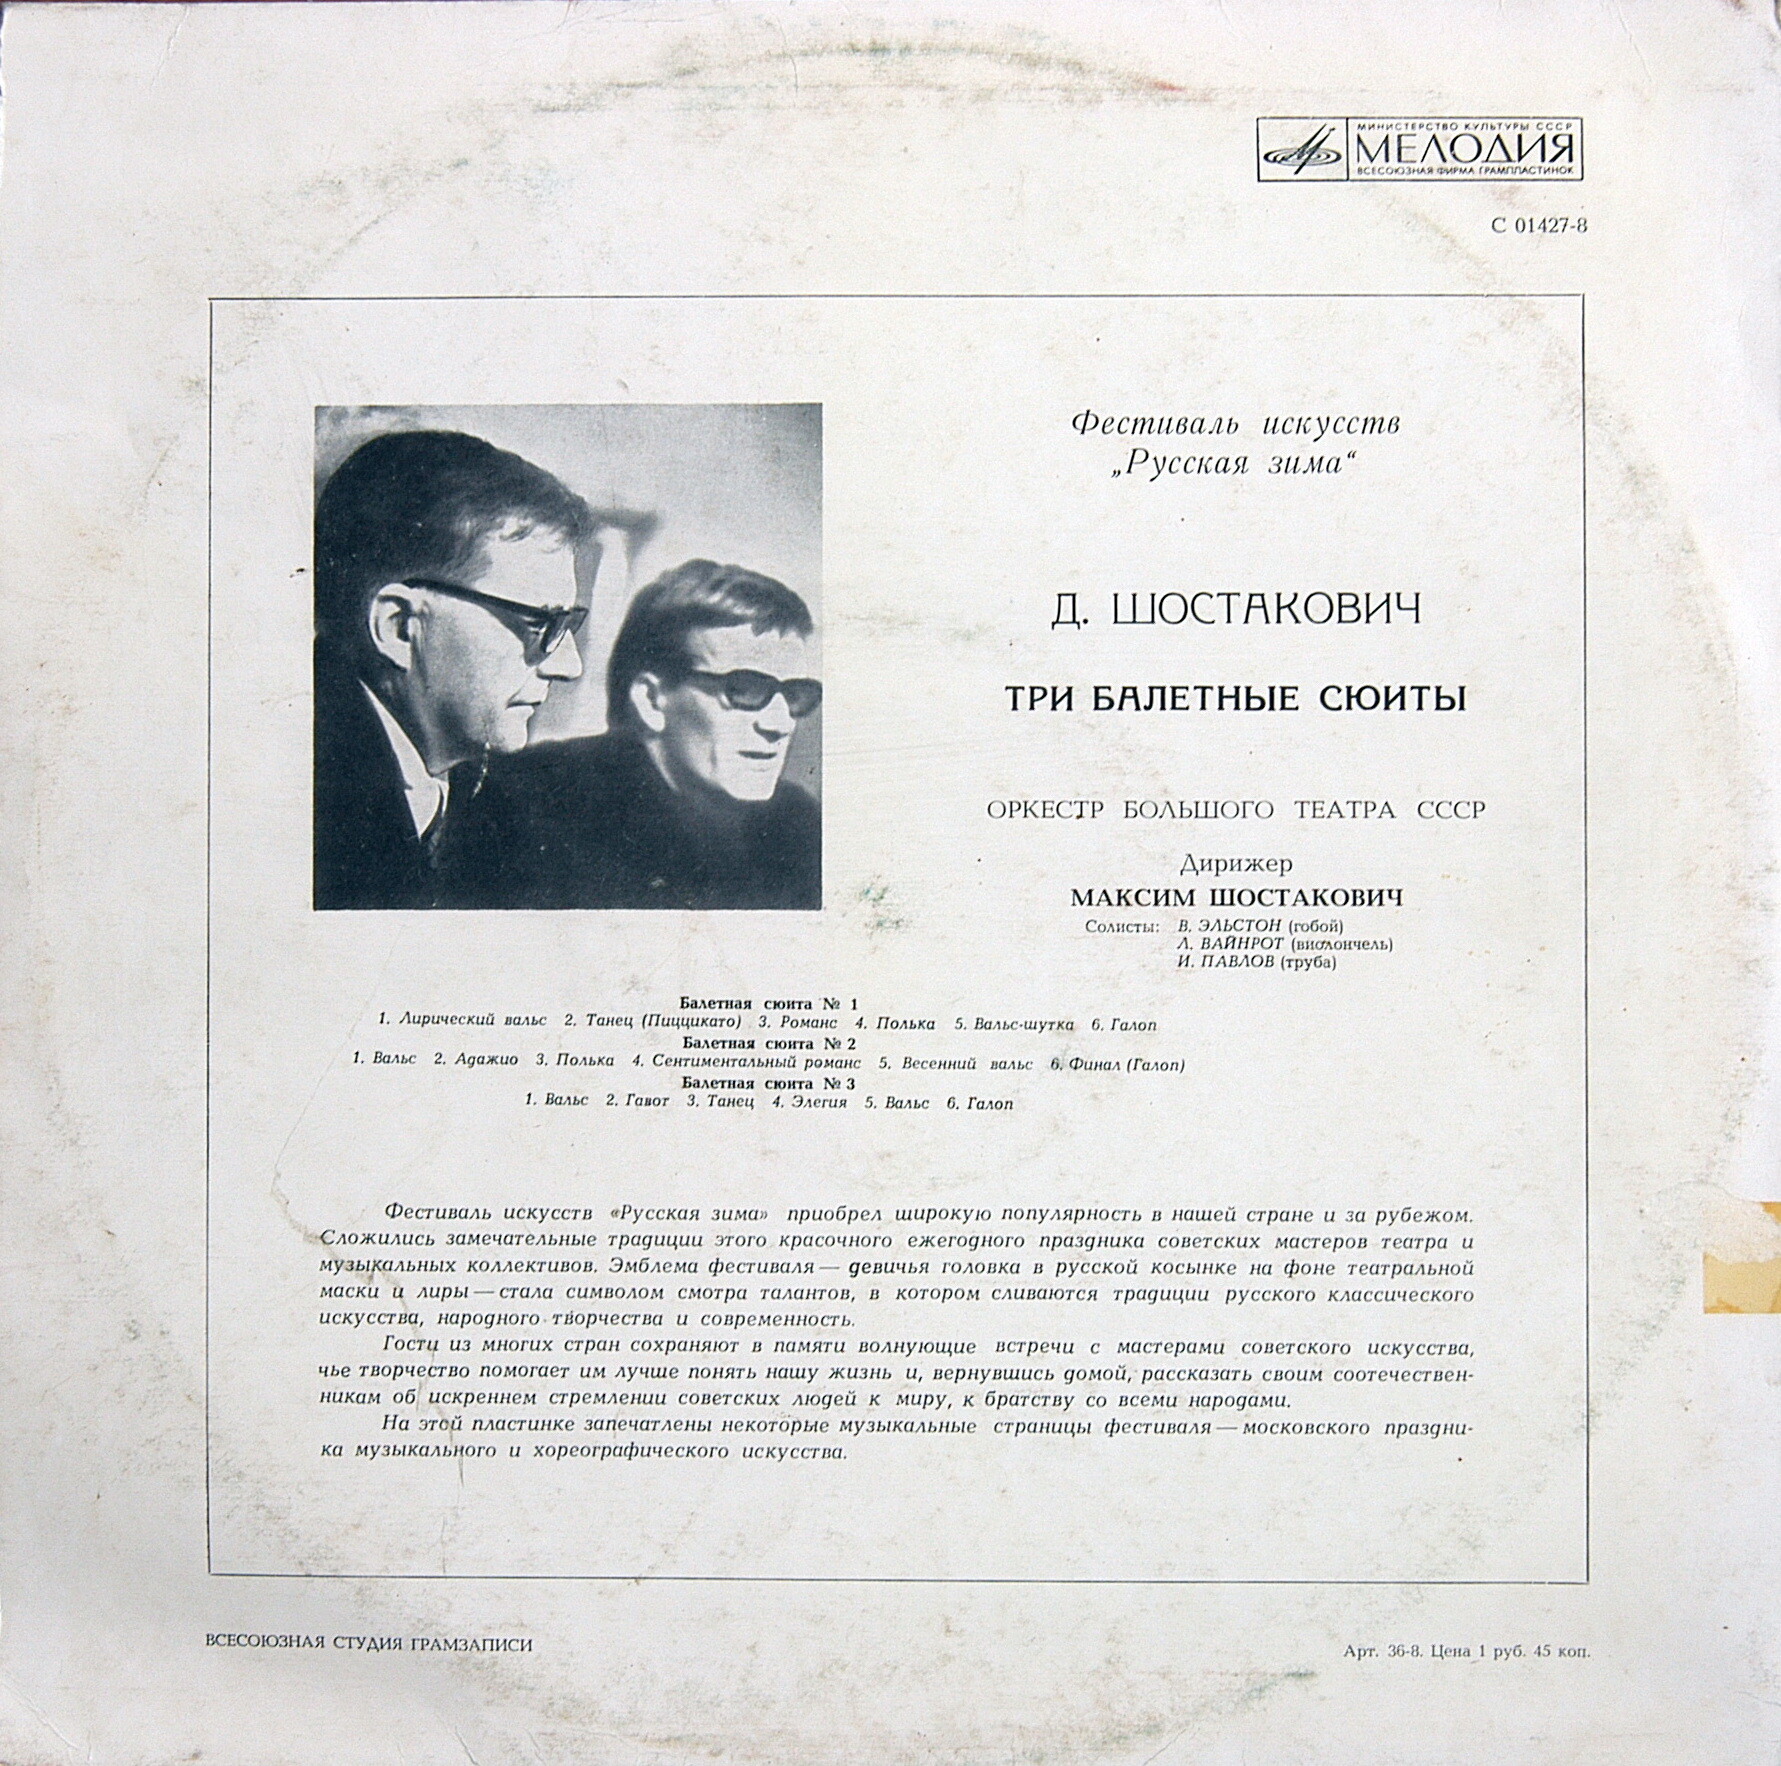 МИНИСТЕРСТВО КУЛЬТУРЫ СССР
МЕЛОДИЯ
ВСЕСОЮЗНАЯ ФИРМА ГРАМПЛАСТИНОК
С 01427-8
Фестиваль искусств
„Русская зима“
Д. ШОСТАКОВИЧ
ТРИ БАЛЕТНЫЕ СЮИТЫ
ОРКЕСТР БОЛЬШОГО ТЕАТРА СССР
Дирижер
МАКСИМ ШОСТАКОВИЧ
Солисты: В. ЭЛЬСТОН (гобой)
Л. ВАЙНРОТ (виолончель)
И. ПАВЛОВ (труба)
Балетная сюита № 1
1. Лирический вальс 2. Танец (Пиццикато) 3. Романс 4. Полька 5. Вальс-шутка 6. Галоп
Балетная сюита № 2
1. Вальс 2. Адажио 3. Полька 4. Сентиментальный романс 5. Весенний вальс 6. Финал (Галоп)
Балетная сюита № 3
1. Вальс 2. Гавот 3. Танец 4. Элегия 5. Вальс 6. Галоп
Фестиваль искусств «Русская зима» приобрел широкую популярность в нашей стране и за рубежом.
Сложились замечательные традиции этого красочного ежегодного праздника советских мастеров театра и
музыкальных коллективов. Эмблема фестиваля — девичья головка в русской косынке на фоне театральной
маски и лиры — стала символом смотра талантов, в котором сливаются традиции русского классического
искусства, народного творчества и современность.
Гости из многих стран сохраняют в памяти волнующие встречи с мастерами советского искусства,
чье творчество помогает им лучше понять нашу жизнь и, вернувшись домой, рассказать своим соотечествен-
никам об искреннем стремлении советских людей к миру, к братству со всеми народами.
На этой пластинке запечатлены некоторые музыкальные страницы фестиваля — московского праздни-
ка музыкального и хореографического искусства.
ВСЕСОЮЗНАЯ СТУДИЯ ГРАМЗАПИСИ
Арт. 36-8. Цена 1 руб. 45 коп.